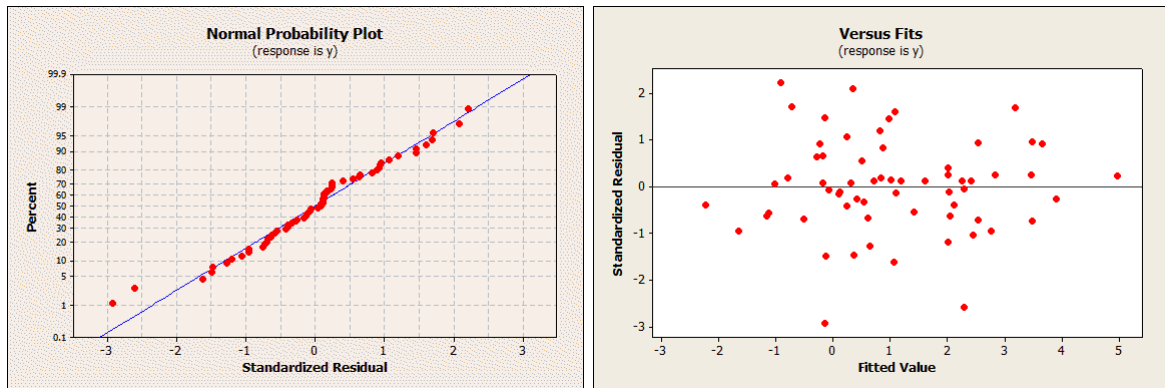 Normal Probability Plot
(response is y)
99.9
99
95
90
80
70
60
50
40
30
20
10
5
1
0.1
Percent
-3 -2 -1 0 1 2 3
Standardized Residual
Versus Fits
(response is y)
2
1
0
-1
-2
-3
Standardized Residual
-3 -2 -1 0 1 2 3 4 5
Fitted Value